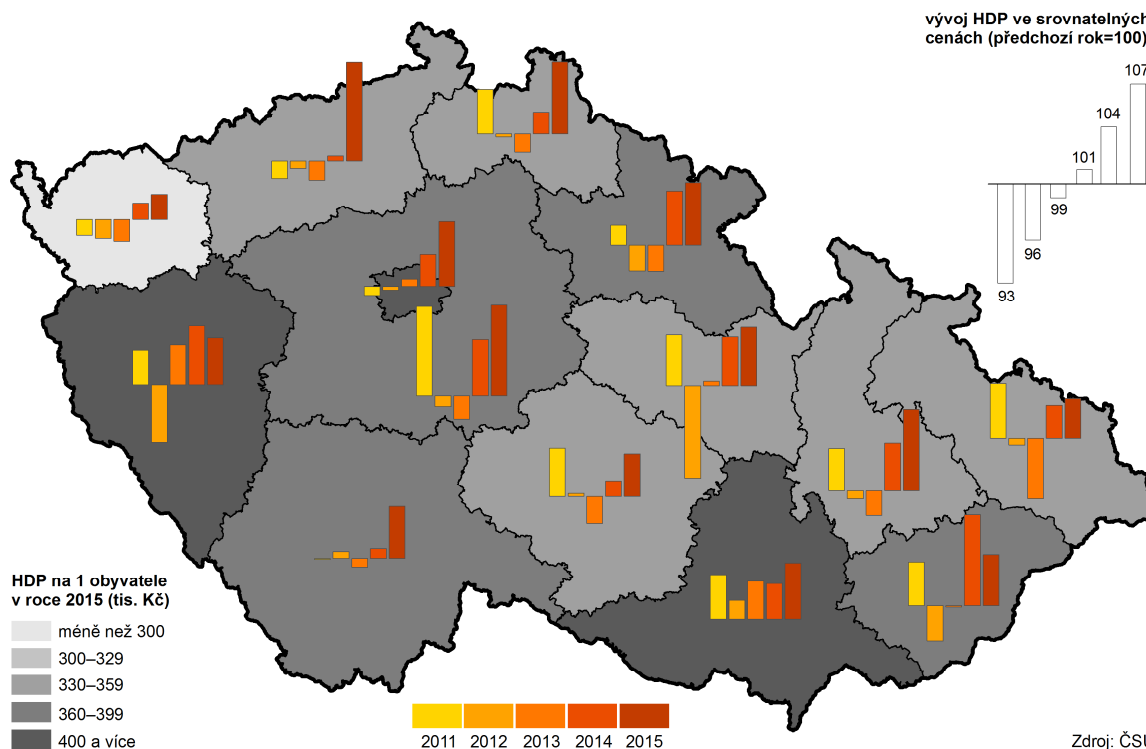 vývoj HDP ve srovnatelných
cenách (předchozí rok=100)
107
104
101
99
96
93
HDP na 1 obyvatele
v roce 2015 (tis. Kč)
méně než 300
300–329
330–359
360–399
400 a více
2011 2012 2013 2014 2015
Zdroj: ČSÚ